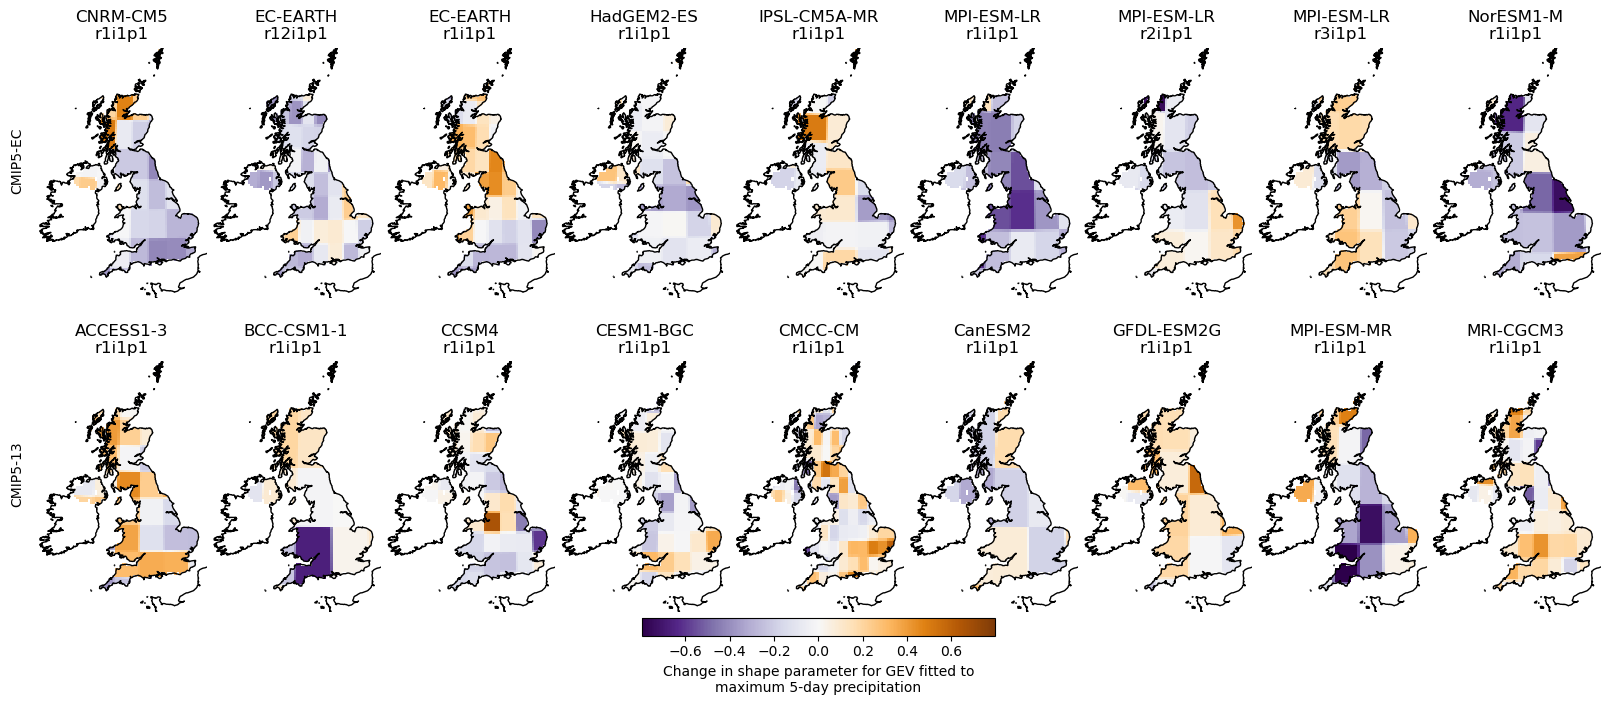 CNRM-CM5 EC-EARTH EC-EARTH HadGEM2-ES IPSL-CM5A-MR MPI-ESM-LR MPI-ESM-LR MPI-ESM-LR NorESM1-M
r1i1p1 r12i1p1 r1i1p1 r1i1p1 r1i1p1 r1i1p1 r2i1p1 r3i1p1 r1i1p1
CMIP5-EC
ACCESS1-3 BCC-CSM1-1 CCSM4 CESM1-BGC CMCC-CM CanESM2 GFDL-ESM2G MPI-ESM-MR MRI-CGCM3
r1i1p1 r1i1p1 r1i1p1 r1i1p1 r1i1p1 r1i1p1 r1i1p1 r1i1p1 r1i1p1
CMIP5-13
−0.6 −0.4 −0.2 0.0 0.2 0.4 0.6
Change in shape parameter for GEV fitted to
maximum 5-day precipitation